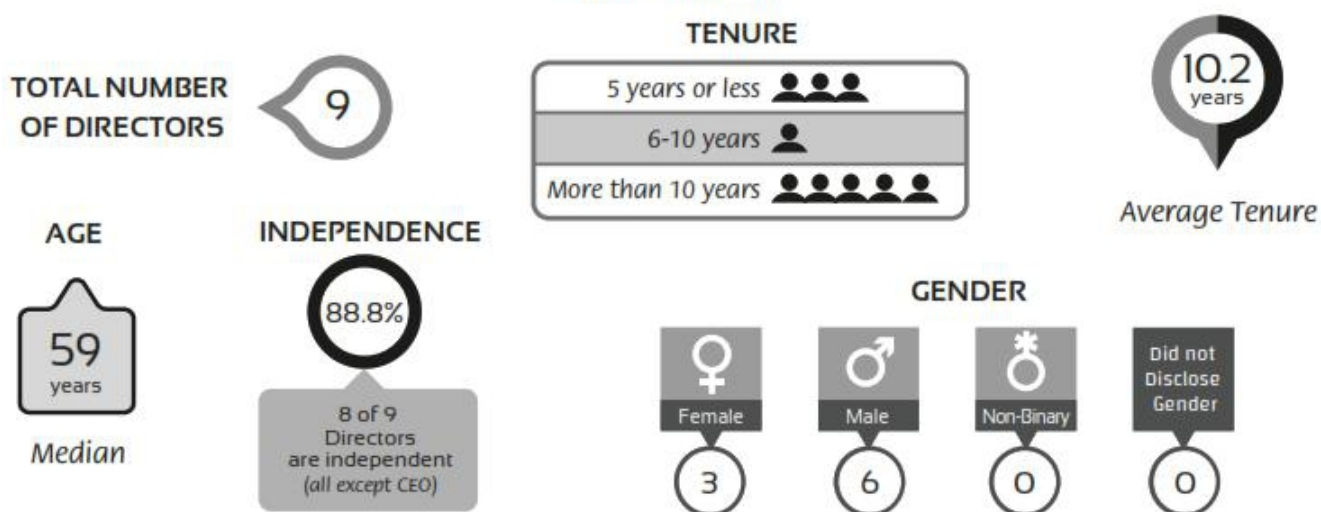 TOTAL NUMBER
OF DIRECTORS
9
TENURE
5 years or less
6-10 years
More than 10 years
10.2
years
Average Tenure
AGE
59
years
Median
INDEPENDENCE
88.8%
8 of 9
Directors
are independent
(all except CEO)
GENDER
Female
3
Male
6
Non-Binary
0
Did not
Disclose
Gender
0